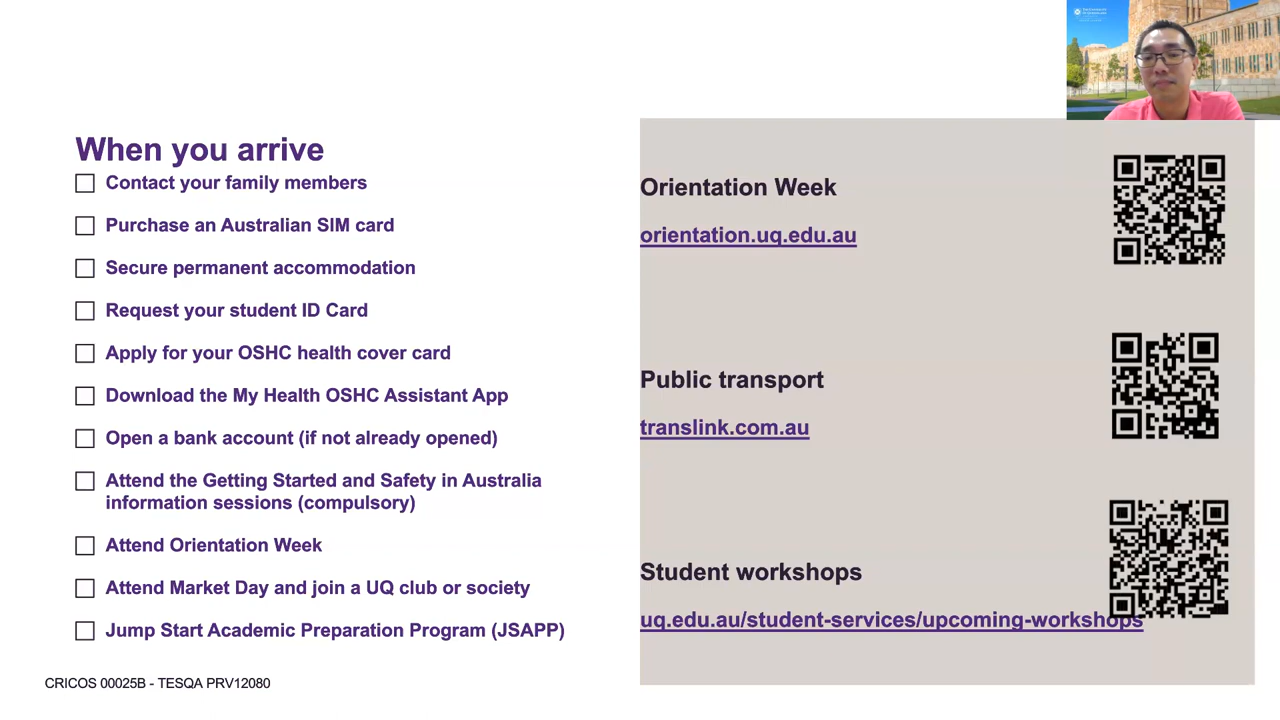 When you arrive
Contact your family members
Purchase an Australian SIM card
Secure permanent accommodation
Request your student ID Card
Apply for your OSHC health cover card
Download the My Health OSHC Assistant App
Open a bank account (if not already opened)
Attend the Getting Started and Safety in Australia
information sessions (compulsory)
Attend Orientation Week
Attend Market Day and join a UQ club or society
Jump Start Academic Preparation Program (JSAPP)
CRICOS 00025B - TESQA PRV12080
Orientation Week
orientation.uq.edu.au
Public transport
translink.com.au
Student workshops
uq.edu.au/student-services/upcoming-workshops